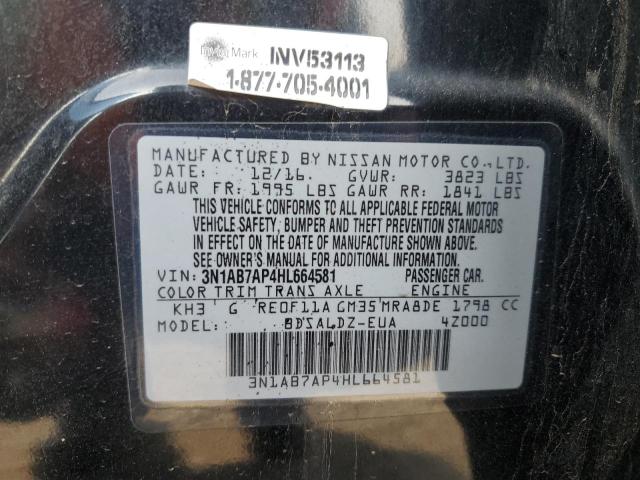 Mark INV53113
1-877-705-4001
MANUFACTURED BY NISSAN MOTOR CO.,LTD.
DATE: 12/16. GVWR: 3823 LBS
GAWR FR: 1995 LBS GAWR RR: 1841 LBS
THIS VEHICLE CONFORMS TO ALL APPLICABLE FEDERAL MOTOR
VEHICLE SAFETY, BUMPER AND THEFT PREVENTION STANDARDS
IN EFFECT ON THE DATE OF MANUFACTURE SHOWN ABOVE.
SEE OWNER'S MANUAL FOR ADDITIONAL INFORMATION.
VIN: 3N1AB7AP4HL664581 PASSENGER CAR.
COLOR TRIM TRANS AXLE ENGINE
KH3 G RE0F11A GM35 MRA8DE 1798 CC
MODEL: BDSALDZ-EUA 4Z000
3N1AB7AP4HL664581